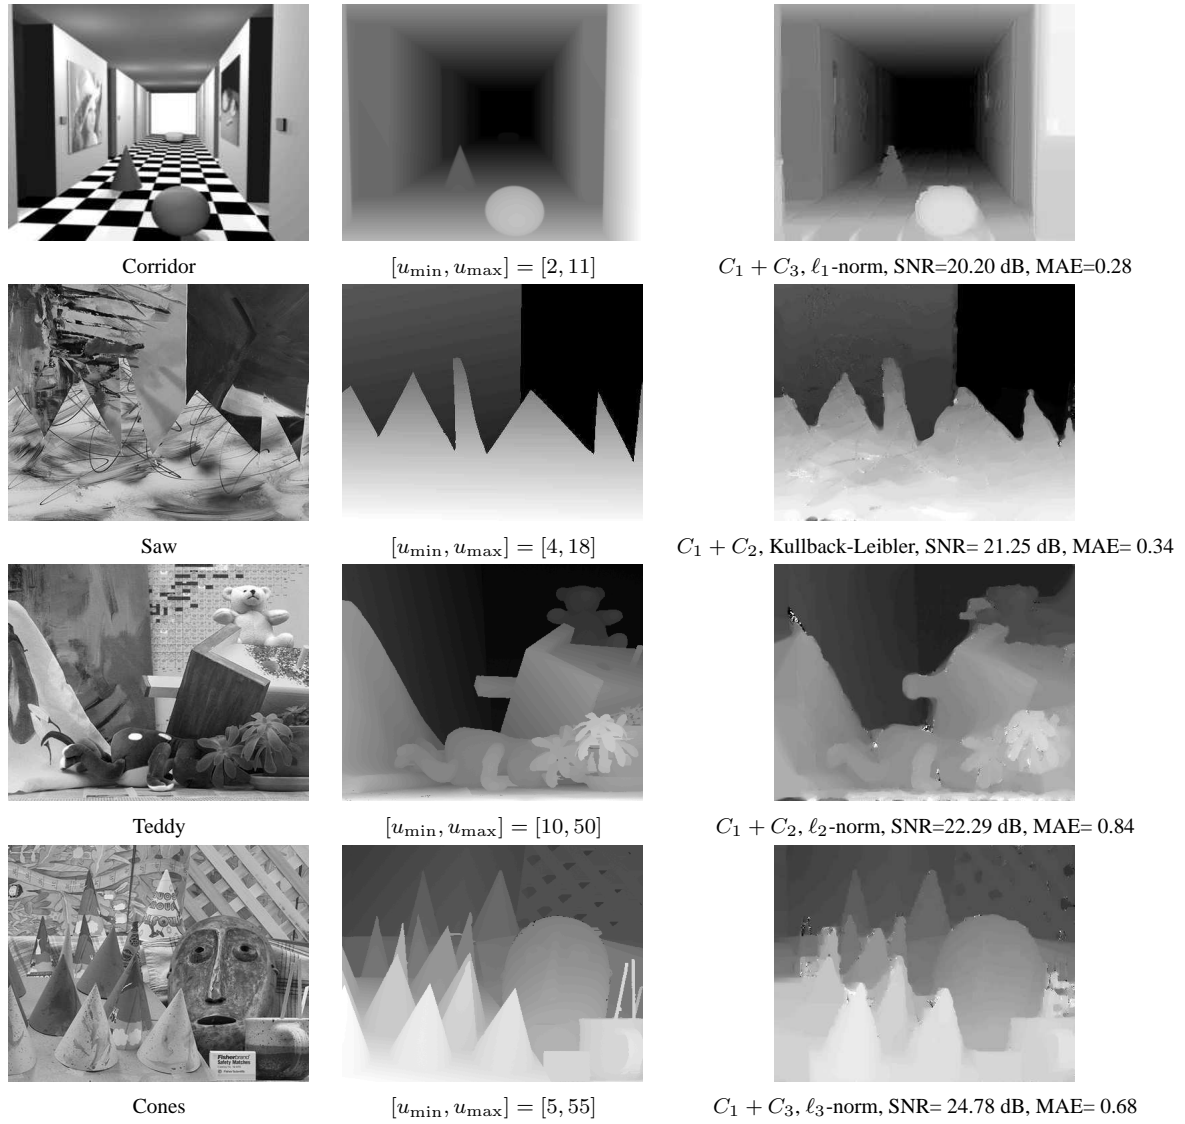 Corridor
[u_min, u_max] = [2, 11]
C_1 + C_3, ℓ_1-norm, SNR=20.20 dB, MAE=0.28
Saw
[u_min, u_max] = [4, 18]
C_1 + C_2, Kullback-Leibler, SNR= 21.25 dB, MAE= 0.34
Teddy
[u_min, u_max] = [10, 50]
C_1 + C_2, ℓ_2-norm, SNR=22.29 dB, MAE= 0.84
Fisherbrand
Safety Matches
Cones
[u_min, u_max] = [5, 55]
C_1 + C_3, ℓ_3-norm, SNR= 24.78 dB, MAE= 0.68